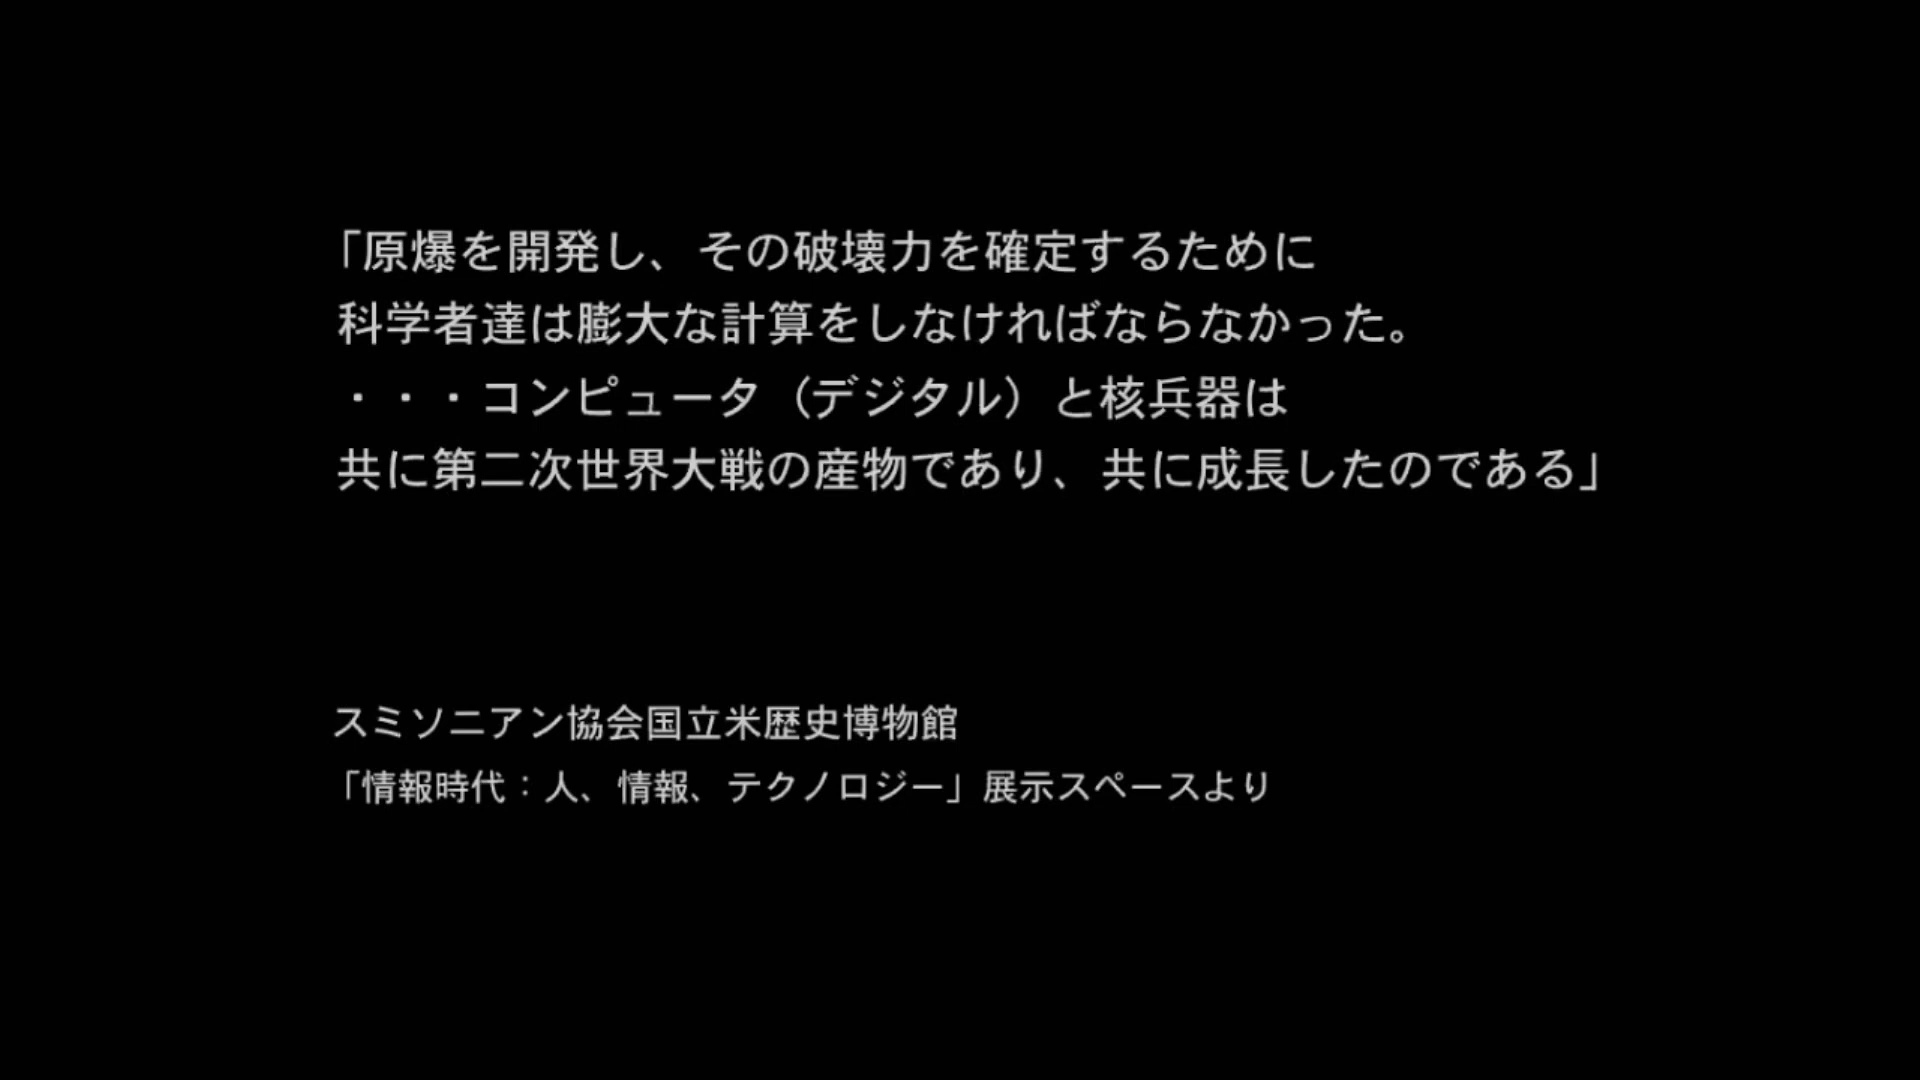 「原爆を開発し、その破壊力を確定するために
科学者達は膨大な計算をしなければならなかった。
・・・コンピュータ（デジタル）と核兵器は
共に第二次世界大戦の産物であり、共に成長したのである」
スミソニアン協会国立米歴史博物館
「情報時代：人、情報、テクノロジー」展示スペースより